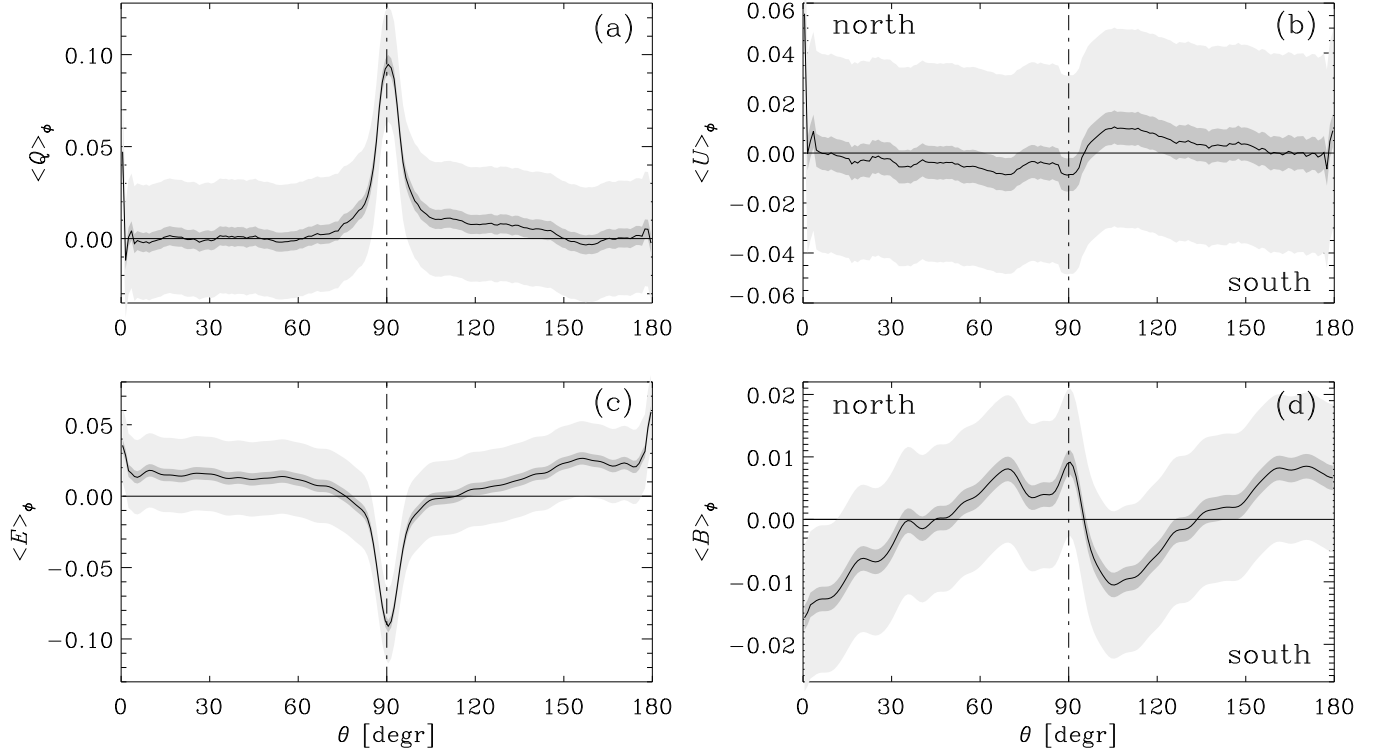 (a)
0.10
0.05
0.00
<Q>ϕ
0 30 60 90 120 150 180
north
(b)
0.06
0.04
0.02
0.00
−0.02
−0.04
−0.06
<U>ϕ
south
0 30 60 90 120 150 180
(c)
0.05
0.00
−0.05
−0.10
<E>ϕ
0 30 60 90 120 150 180
θ [degr]
north
(d)
0.02
0.01
0.00
−0.01
−0.02
<B>ϕ
south
0 30 60 90 120 150 180
θ [degr]